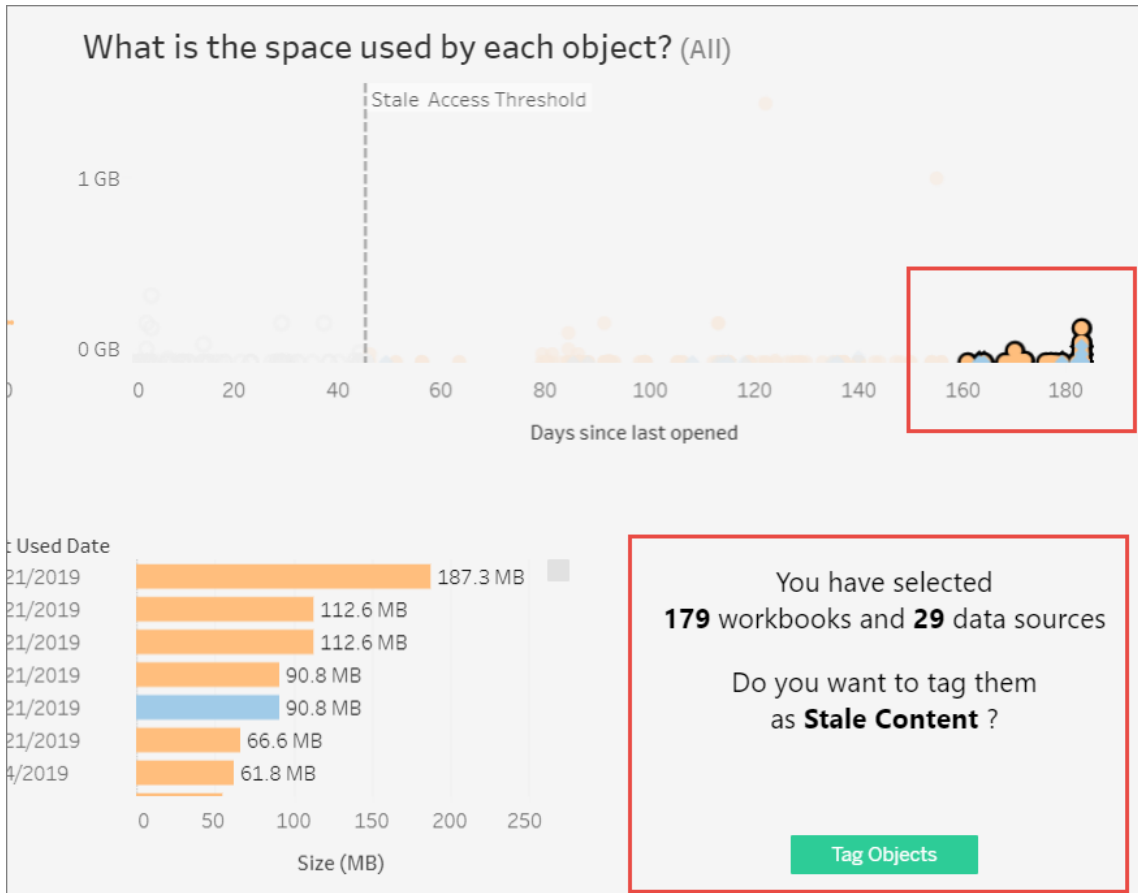 What is the space used by each object? (All)
Stale Access Threshold
1 GB
0 GB
0 20 40 60 80 100 120 140 160 180
Days since last opened
Used Date
21/2019 187.3 MB
21/2019 112.6 MB
21/2019 112.6 MB
21/2019 90.8 MB
21/2019 90.8 MB
21/2019 66.6 MB
4/2019 61.8 MB
0 50 100 150 200 250
Size (MB)
You have selected
179 workbooks and 29 data sources
Do you want to tag them
as Stale Content ?
Tag Objects